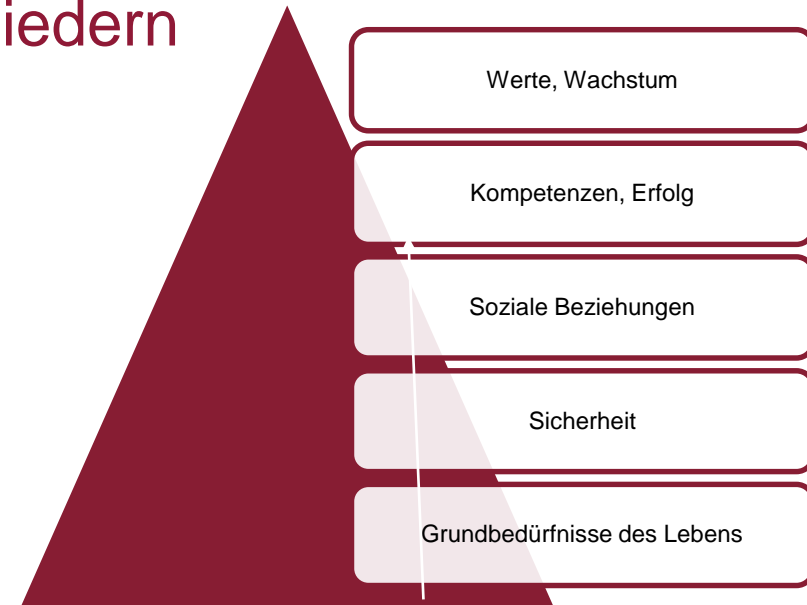 iedern
Werte, Wachstum
Kompetenzen, Erfolg
Soziale Beziehungen
Sicherheit
Grundbedürfnisse des Lebens